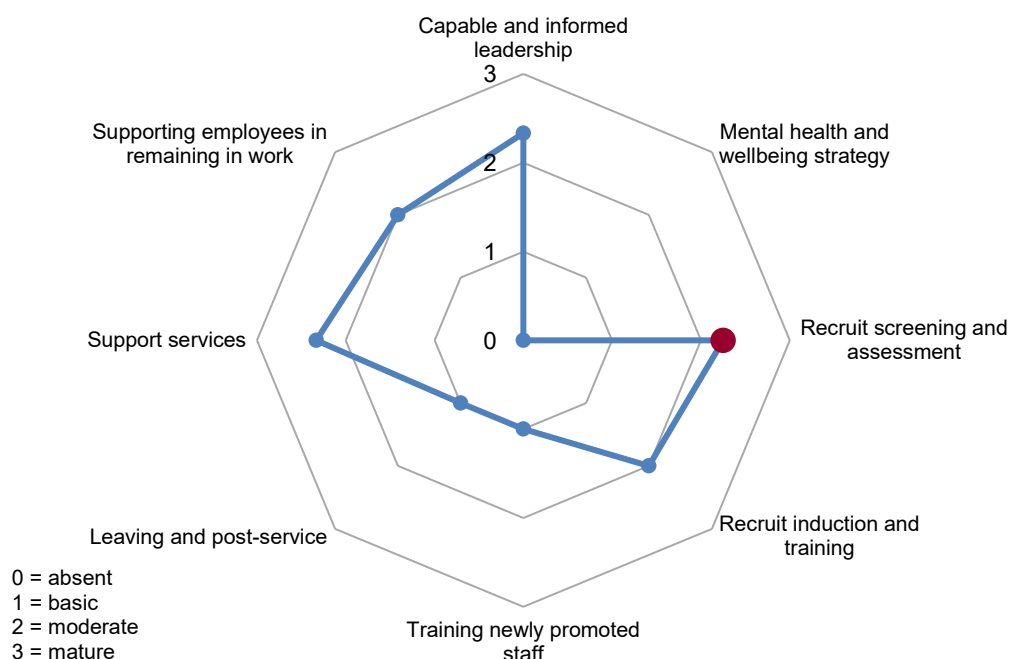 Capable and informed
leadership
3
Supporting employees in
remaining in work
Mental health and
wellbeing strategy
2
1
Support services
0
Recruit screening and
assessment
Leaving and post-service
Recruit induction and
training
0 = absent
1 = basic
2 = moderate
3 = mature
Training newly promoted
staff